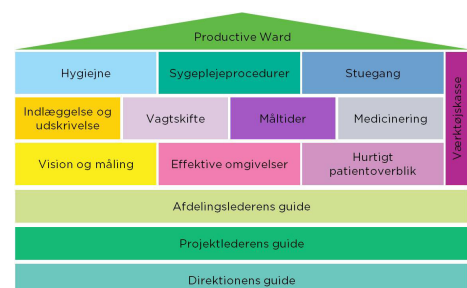 Productive Ward
Hygiejne
Sygeplejeprocedurer
Stuegang
Værktøjskasse
Indlæggelse og
udskrivelse
Vagtskifte
Måltider
Medicinering
Vision og måling
Effektive omgivelser
Hurtigt
patientoverblik
Afdelingslederens guide
Projektlederens guide
Direktionens guide